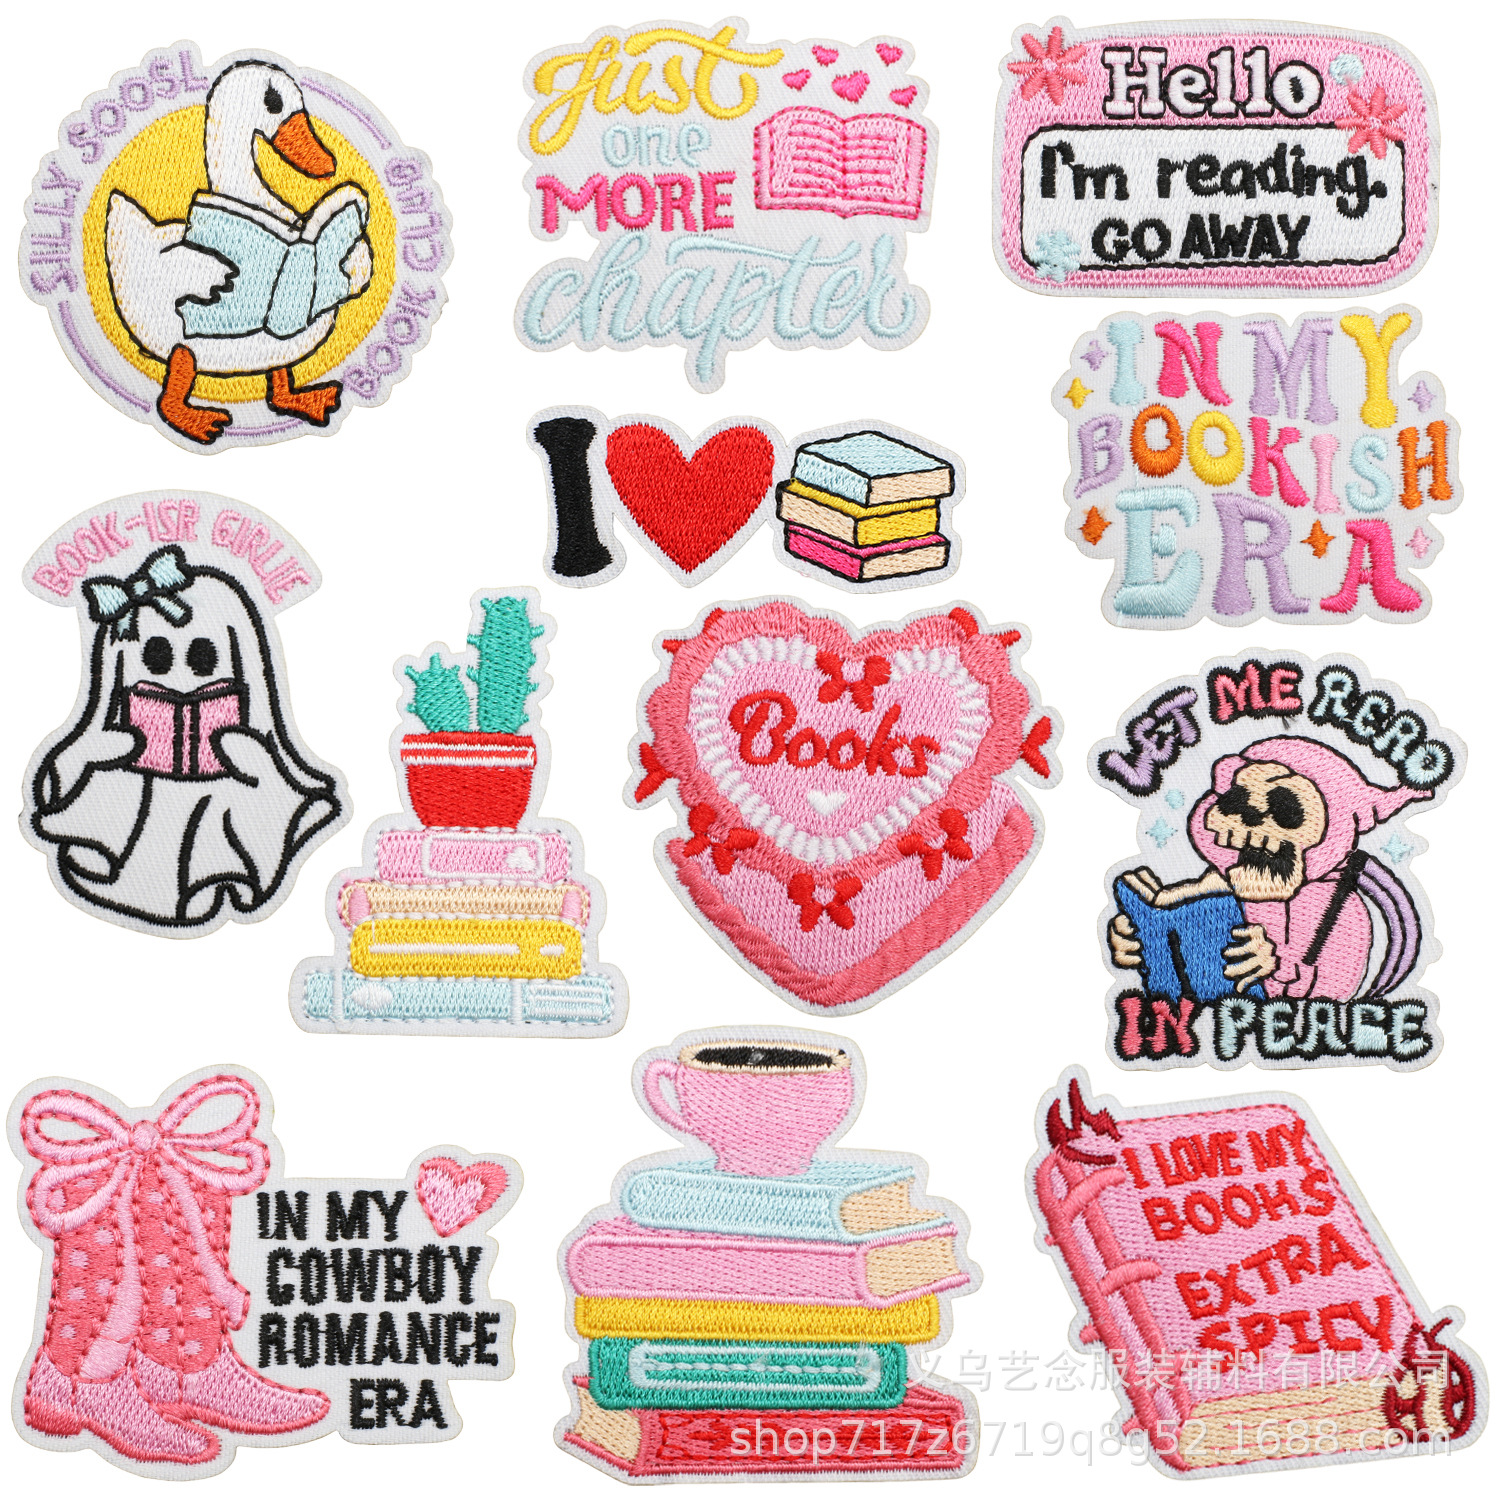 SILLY SOOSL
BOOK CLUB
Just
one
MORE
chapter
Hello
I'm reading.
GO AWAY
IN MY
BOOKISH
ERA
I
BOOK-ISR GIRLIE
Books
LET ME READ
IN PEACE
IN MY
COWBOY
ROMANCE
ERA
I LOVE MY
BOOKS
EXTRA
SPICY
义乌艺念服装辅料有限公司
shop717z6719q8g52.1688.com